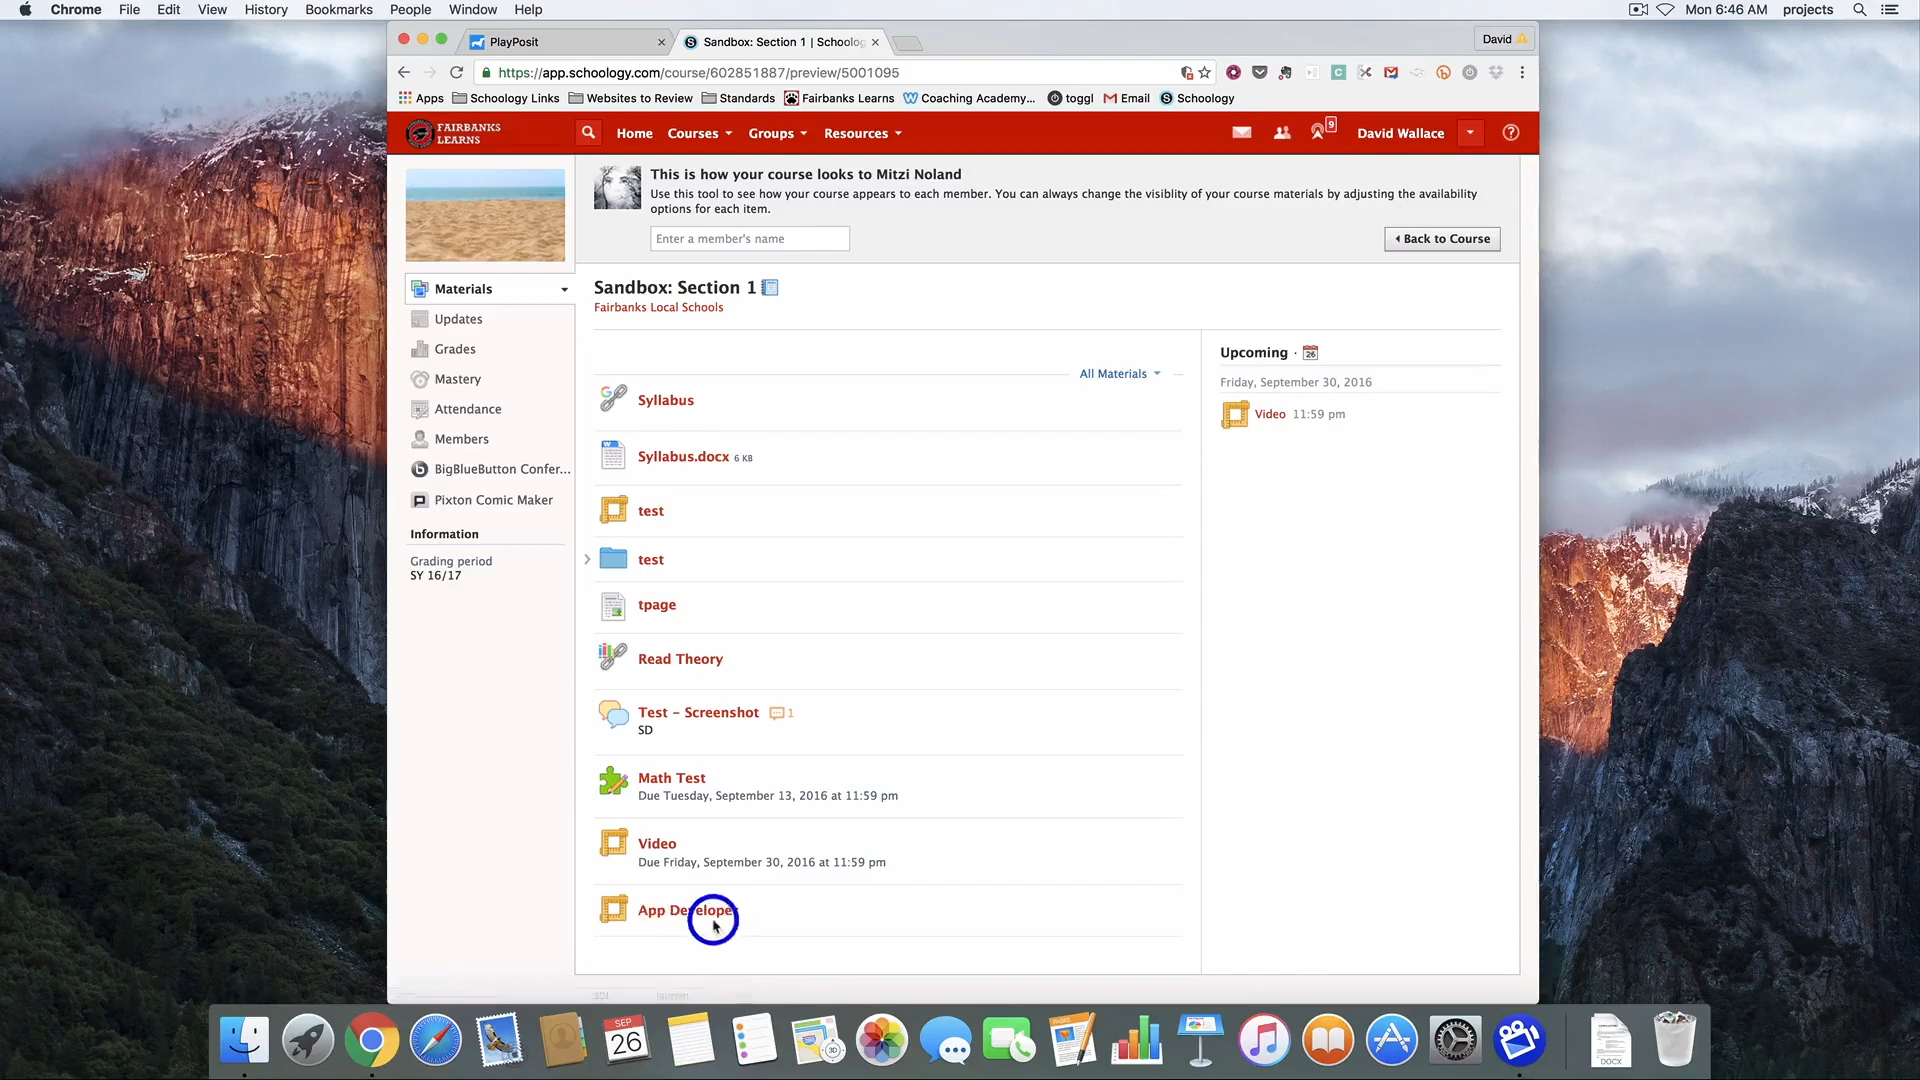 Chrome File Edit View History Bookmarks People Window Help
Mon 6:46 AM projects
PlayPosit
Sandbox: Section 1 | Schoolog
David
https://app.schoology.com/course/602851887/preview/5001095
Apps Schoology Links Websites to Review Standards Fairbanks Learns Coaching Academy... toggl Email Schoology
FAIRBANKS
LEARNS
Home Courses Groups Resources
9
David Wallace
This is how your course looks to Mitzi Noland
Use this tool to see how your course appears to each member. You can always change the visiblity of your course materials by adjusting the availability
options for each item.
Enter a member's name
Back to Course
Materials
Updates
Grades
Mastery
Attendance
Members
BigBlueButton Confer...
Pixton Comic Maker
Information
Grading period
SY 16/17
Sandbox: Section 1
Fairbanks Local Schools
All Materials
Syllabus
Syllabus.docx 6 KB
test
test
tpage
Read Theory
Test - Screenshot 1
SD
Math Test
Due Tuesday, September 13, 2016 at 11:59 pm
Video
Due Friday, September 30, 2016 at 11:59 pm
App Developer
Upcoming · 26
Friday, September 30, 2016
Video 11:59 pm
SEP
26
3D
PAGES
DOCX